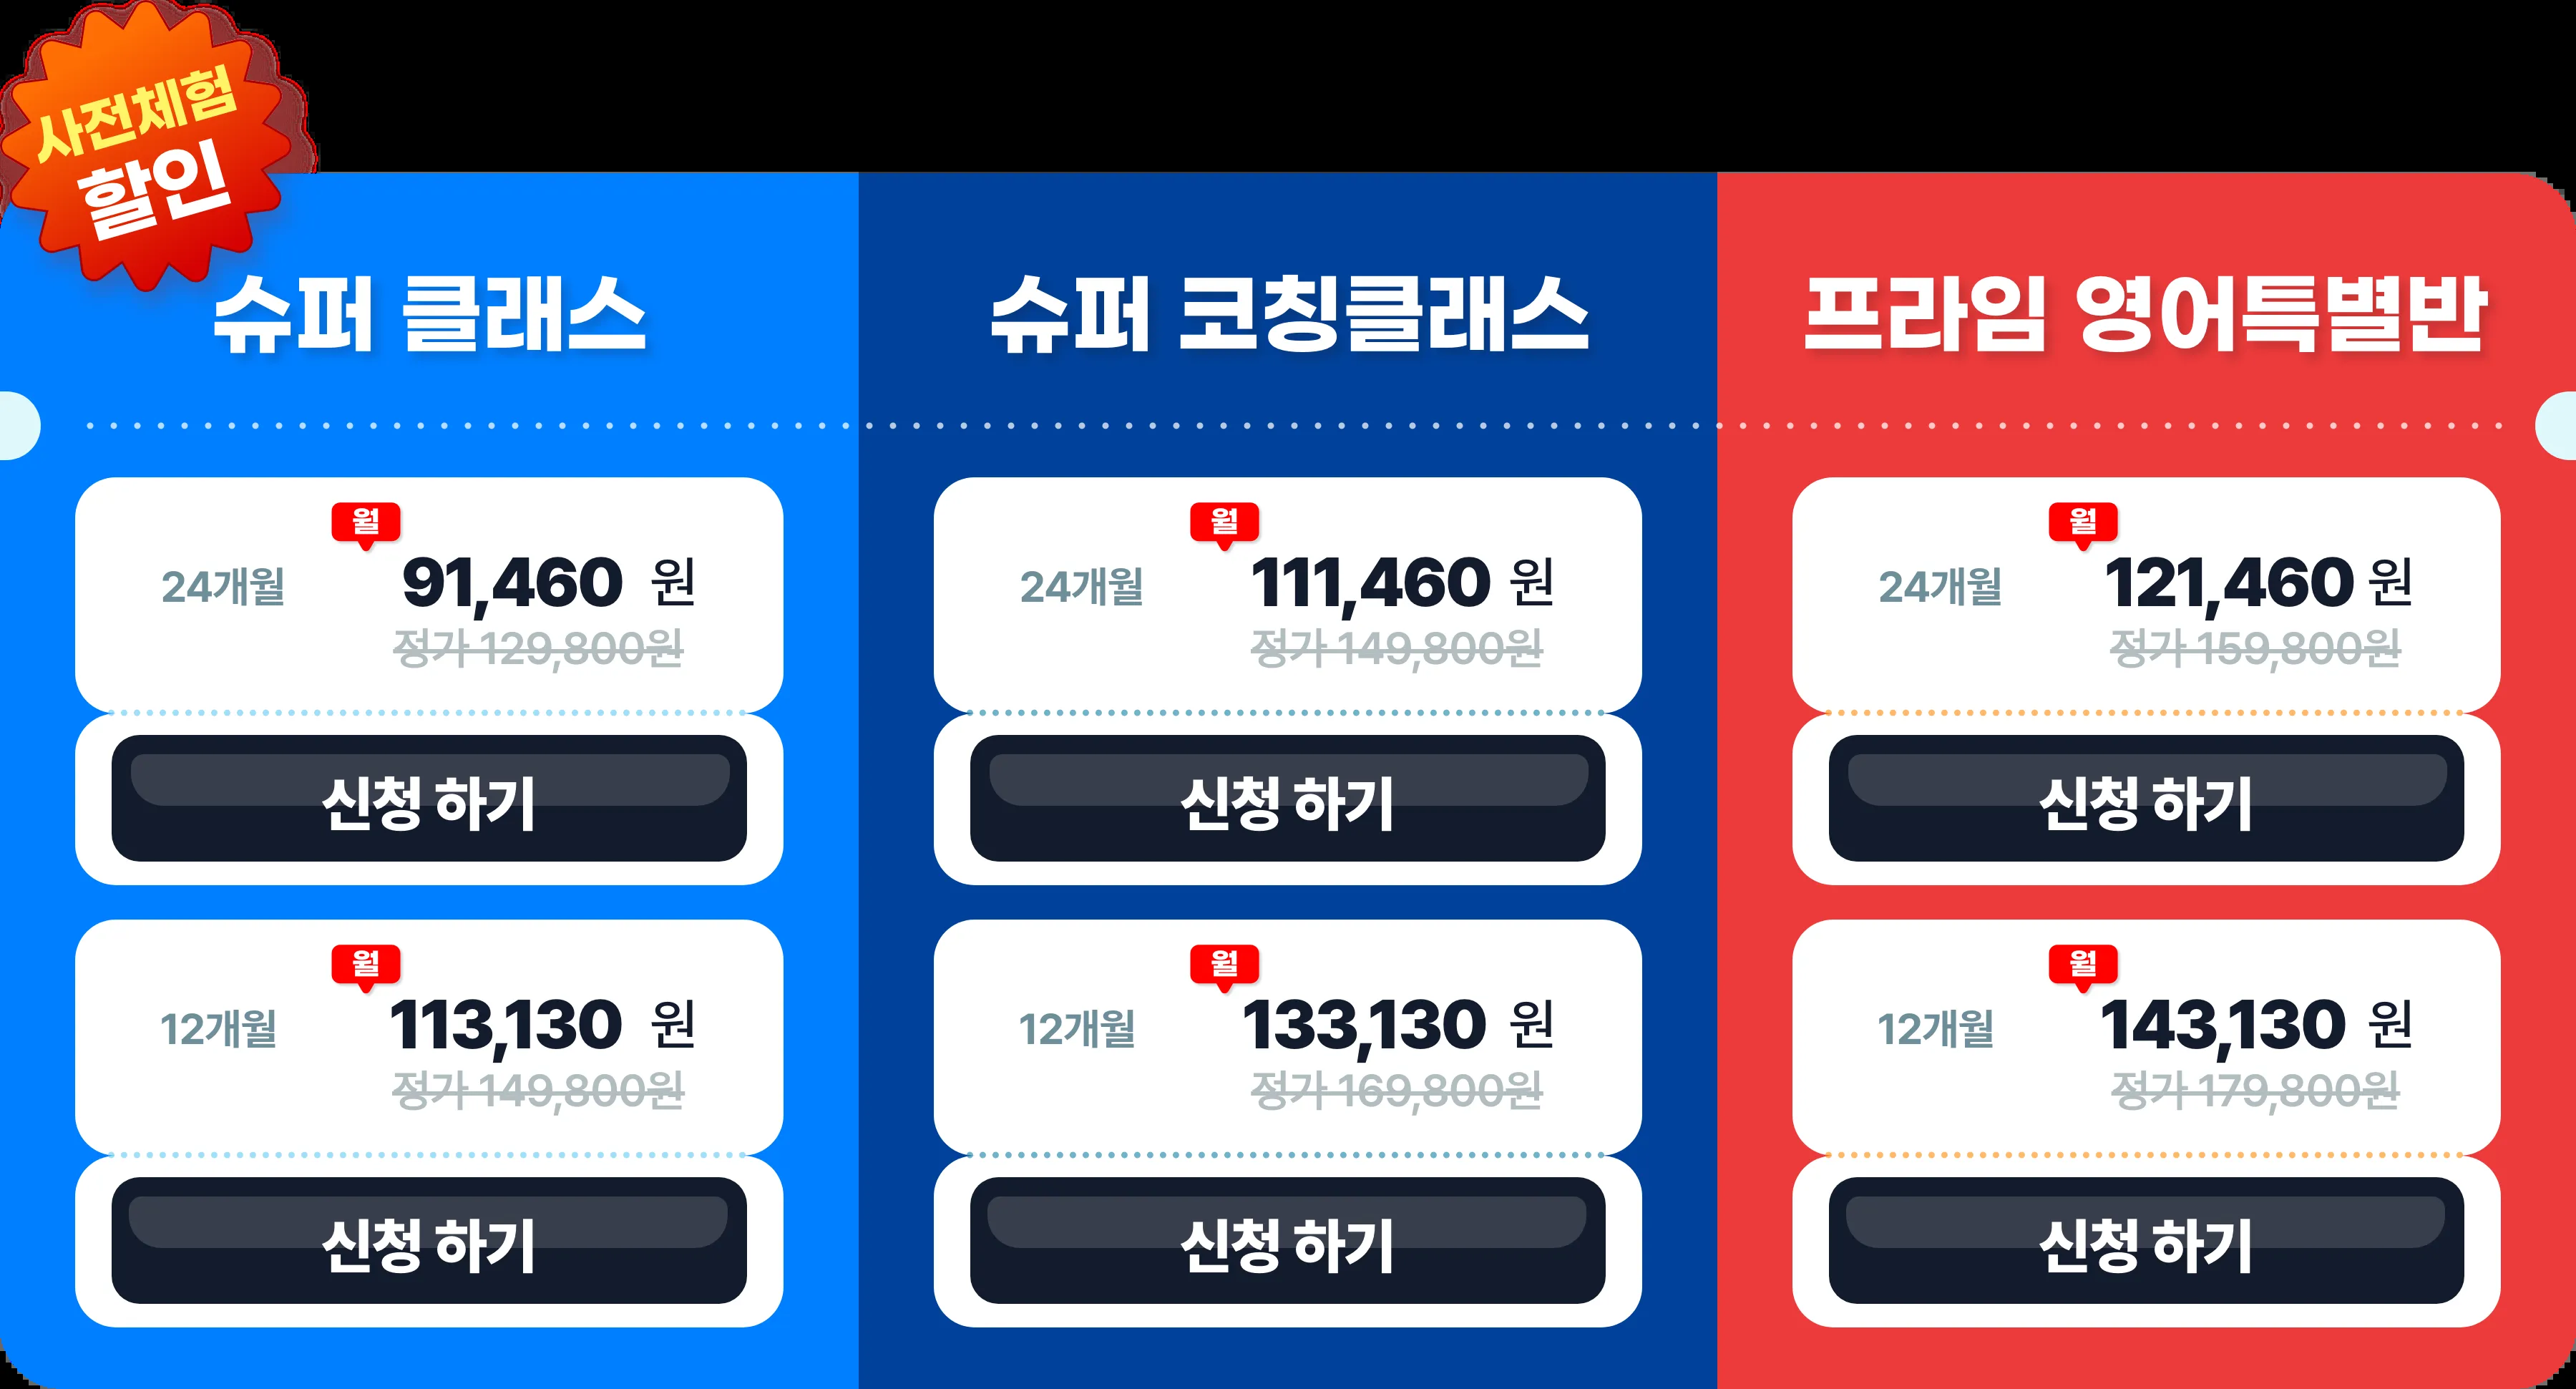 사전체험
할인
슈퍼 클래스
슈퍼 코칭클래스
프라임 영어특별반
월
24개월
91,460 원
정가 129,800원
신청 하기
월
24개월
111,460 원
정가 149,800원
신청 하기
월
24개월
121,460 원
정가 159,800원
신청 하기
월
12개월
113,130 원
정가 149,800원
신청 하기
월
12개월
133,130 원
정가 169,800원
신청 하기
월
12개월
143,130 원
정가 179,800원
신청 하기